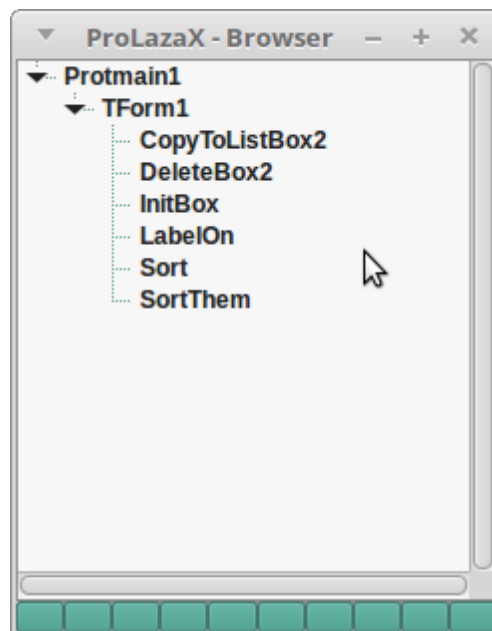 ProLazaX - Browser
Protmain1
TForm1
CopyToListBox2
DeleteBox2
InitBox
LabelOn
Sort
SortThem